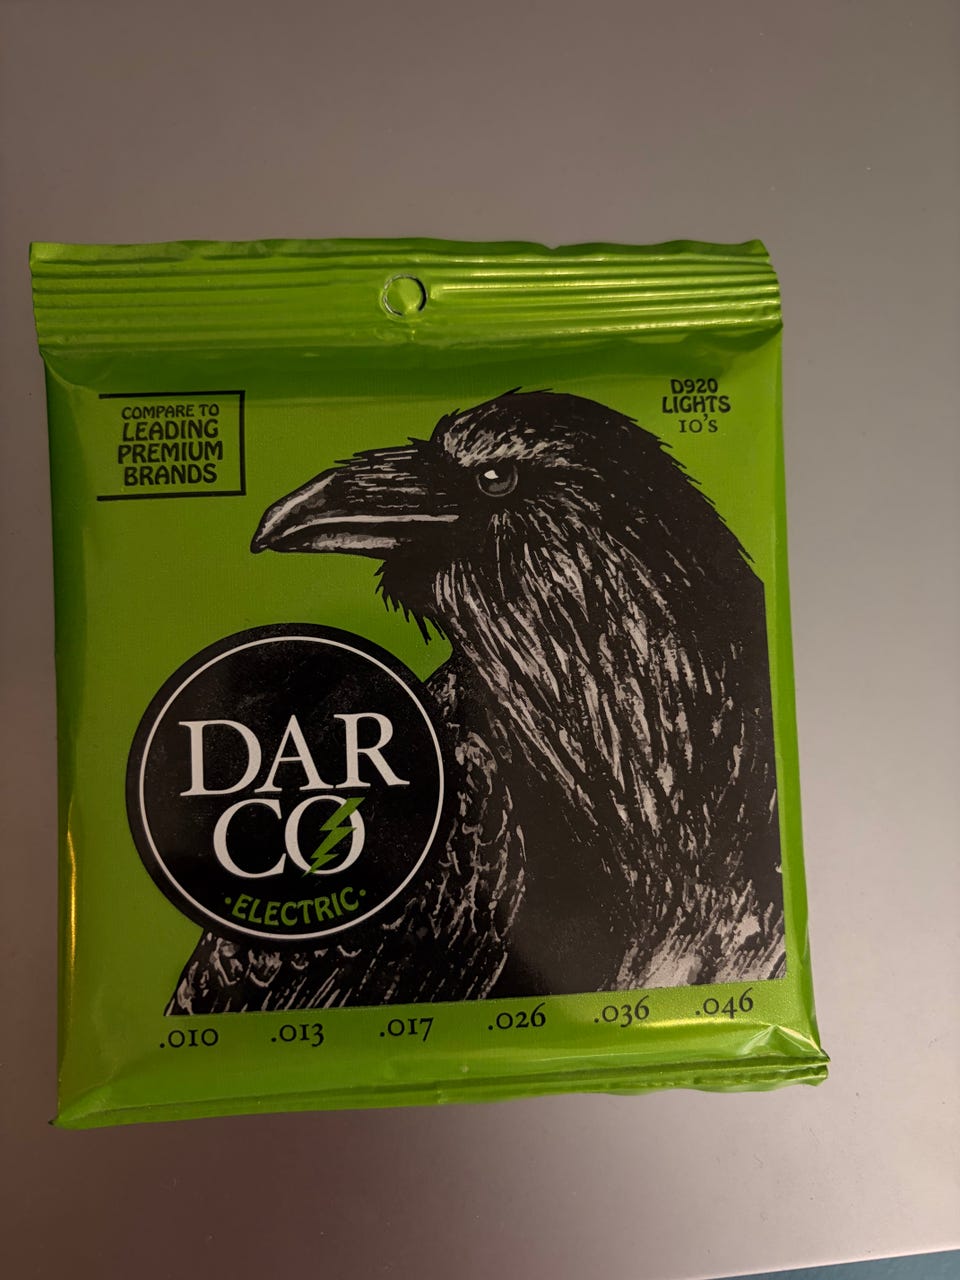 COMPARE TO
LEADING
PREMIUM
BRANDS
D920
LIGHTS
10's
DAR
CO
·ELECTRIC·
.010 .013 .017 .026 .036 .046